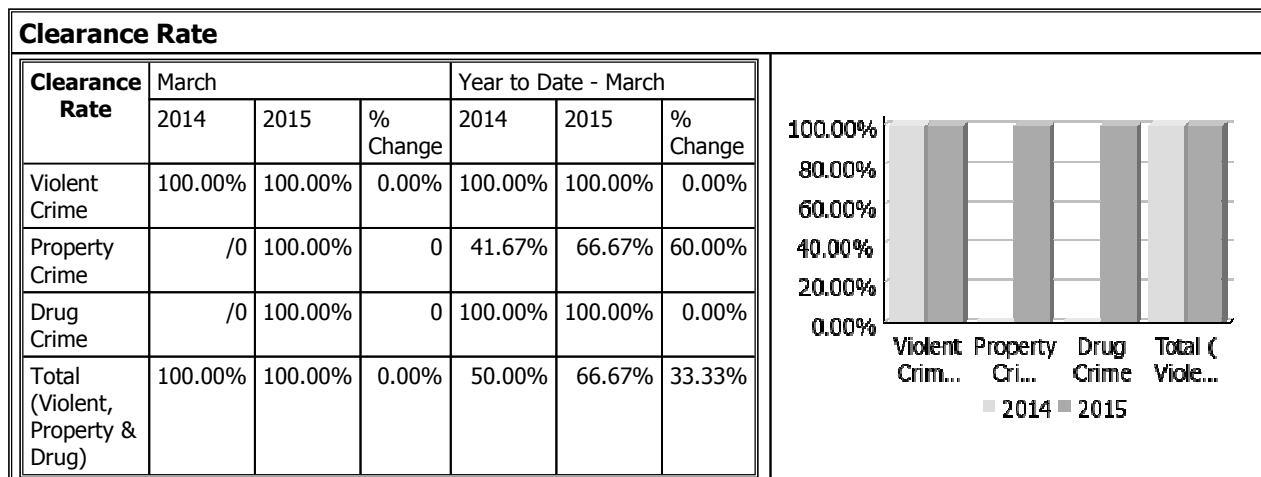 Clearance Rate
Clearance March Year to Date - March
Rate 2014 2015 % 2014 2015 %
Change Change
Violent 100.00% 100.00% 0.00% 100.00% 100.00% 0.00%
Crime
Property /0 100.00% 0 41.67% 66.67% 60.00%
Crime
Drug /0 100.00% 0 100.00% 100.00% 0.00%
Crime
Total 100.00% 100.00% 0.00% 50.00% 66.67% 33.33%
(Violent,
Property &
Drug)
100.00%
80.00%
60.00%
40.00%
20.00%
0.00%
Violent Property Drug Total (
Crim... Cri... Crime Viole...
2014 2015